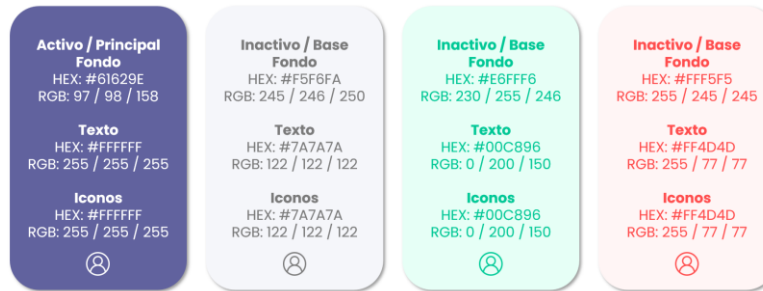 Activo / Principal
Fondo
HEX: #61629E
RGB: 97 / 98 / 158
Texto
HEX: #FFFFFF
RGB: 255 / 255 / 255
Iconos
HEX: #FFFFFF
RGB: 255 / 255 / 255
Inactivo / Base
Fondo
HEX: #F5F6FA
RGB: 245 / 246 / 250
Texto
HEX: #7A7A7A
RGB: 122 / 122 / 122
Iconos
HEX: #7A7A7A
RGB: 122 / 122 / 122
Inactivo / Base
Fondo
HEX: #E6FFF6
RGB: 230 / 255 / 246
Texto
HEX: #00C896
RGB: 0 / 200 / 150
Iconos
HEX: #00C896
RGB: 0 / 200 / 150
Inactivo / Base
Fondo
HEX: #FFF5F5
RGB: 255 / 245 / 245
Texto
HEX: #FF4D4D
RGB: 255 / 77 / 77
Iconos
HEX: #FF4D4D
RGB: 255 / 77 / 77